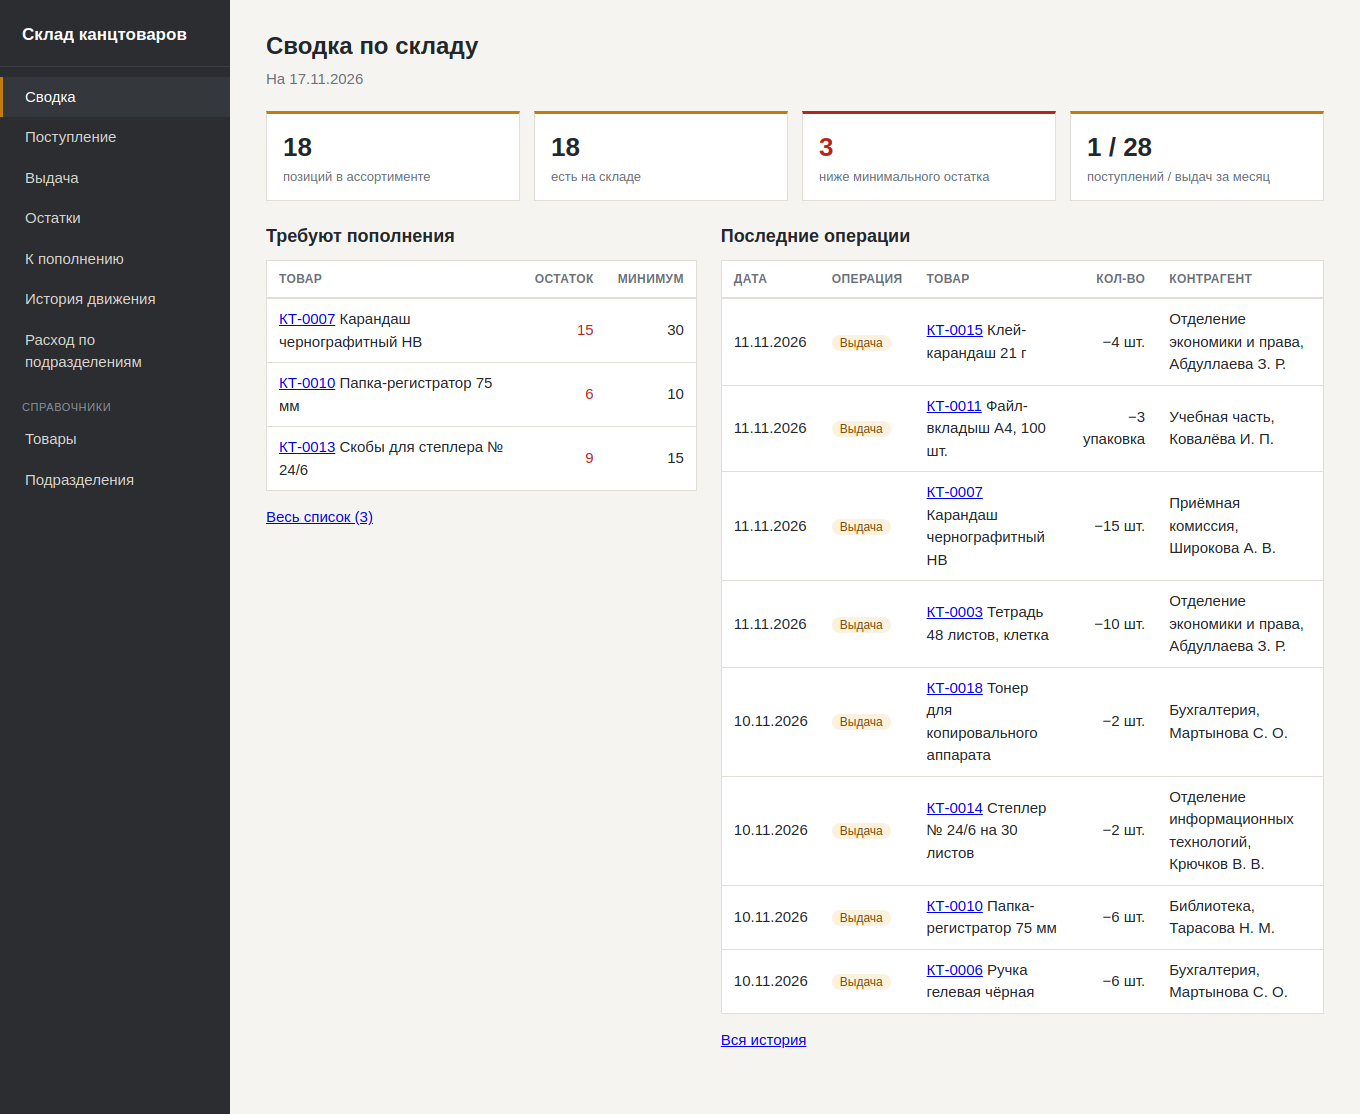 Склад канцтоваров
Сводка
Поступление
Выдача
Остатки
К пополнению
История движения
Расход по
подразделениям
СПРАВОЧНИКИ
Товары
Подразделения
Сводка по складу
На 17.11.2026
18
позиций в ассортименте
18
есть на складе
3
ниже минимального остатка
1 / 28
поступлений / выдач за месяц
Требуют пополнения
ТОВАР ОСТАТОК МИНИМУМ
КТ-0007 Карандаш
чернографитный HB
15 30
КТ-0010 Папка-регистратор 75
мм
6 10
КТ-0013 Скобы для степлера №
24/6
9 15
Весь список (3)
Последние операции
ДАТА ОПЕРАЦИЯ ТОВАР КОЛ-ВО КОНТРАГЕНТ
11.11.2026 Выдача
КТ-0015 Клей-
карандаш 21 г
−4 шт.
Отделение
экономики и права,
Абдуллаева З. Р.
11.11.2026 Выдача
КТ-0011 Файл-
вкладыш А4, 100
шт.
−3
упаковка
Учебная часть,
Ковалёва И. П.
11.11.2026 Выдача
КТ-0007
Карандаш
чернографитный
HB
−15 шт.
Приёмная
комиссия,
Широкова А. В.
11.11.2026 Выдача
КТ-0003 Тетрадь
48 листов, клетка
−10 шт.
Отделение
экономики и права,
Абдуллаева З. Р.
10.11.2026 Выдача
КТ-0018 Тонер
для
копировального
аппарата
−2 шт.
Бухгалтерия,
Мартынова С. О.
10.11.2026 Выдача
КТ-0014 Степлер
№ 24/6 на 30
листов
−2 шт.
Отделение
информационных
технологий,
Крючков В. В.
10.11.2026 Выдача
КТ-0010 Папка-
регистратор 75 мм
−6 шт.
Библиотека,
Тарасова Н. М.
10.11.2026 Выдача
КТ-0006 Ручка
гелевая чёрная
−6 шт.
Бухгалтерия,
Мартынова С. О.
Вся история